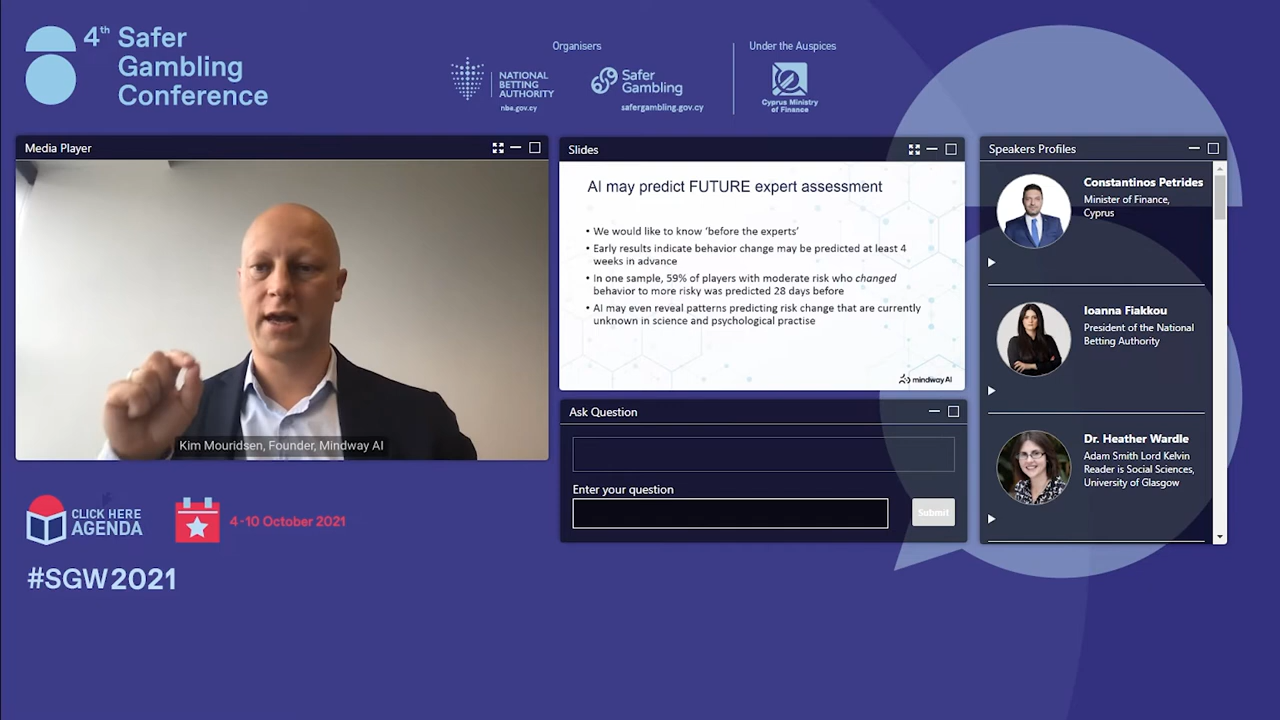 4th Safer
Gambling
Conference
Organisers
NATIONAL
BETTING
AUTHORITY
nba.gov.cy
Safer
Gambling
safergambling.gov.cy
Under the Auspices
Cyprus Ministry
of Finance
Media Player
Kim Mouridsen, Founder, Mindway AI
Slides
AI may predict FUTURE expert assessment
• We would like to know ‘before the experts’
• Early results indicate behavior change may be predicted at least 4
weeks in advance
• In one sample, 59% of players with moderate risk who changed
behavior to more risky was predicted 28 days before
• AI may even reveal patterns predicting risk change that are currently
unknown in science and psychological practise
mindway AI
Ask Question
Enter your question
Submit
Speakers Profiles
Constantinos Petrides
Minister of Finance,
Cyprus
Ioanna Fiakkou
President of the National
Betting Authority
Dr. Heather Wardle
Adam Smith Lord Kelvin
Reader is Social Sciences,
University of Glasgow
CLICK HERE
AGENDA
4-10 October 2021
#SGW2021